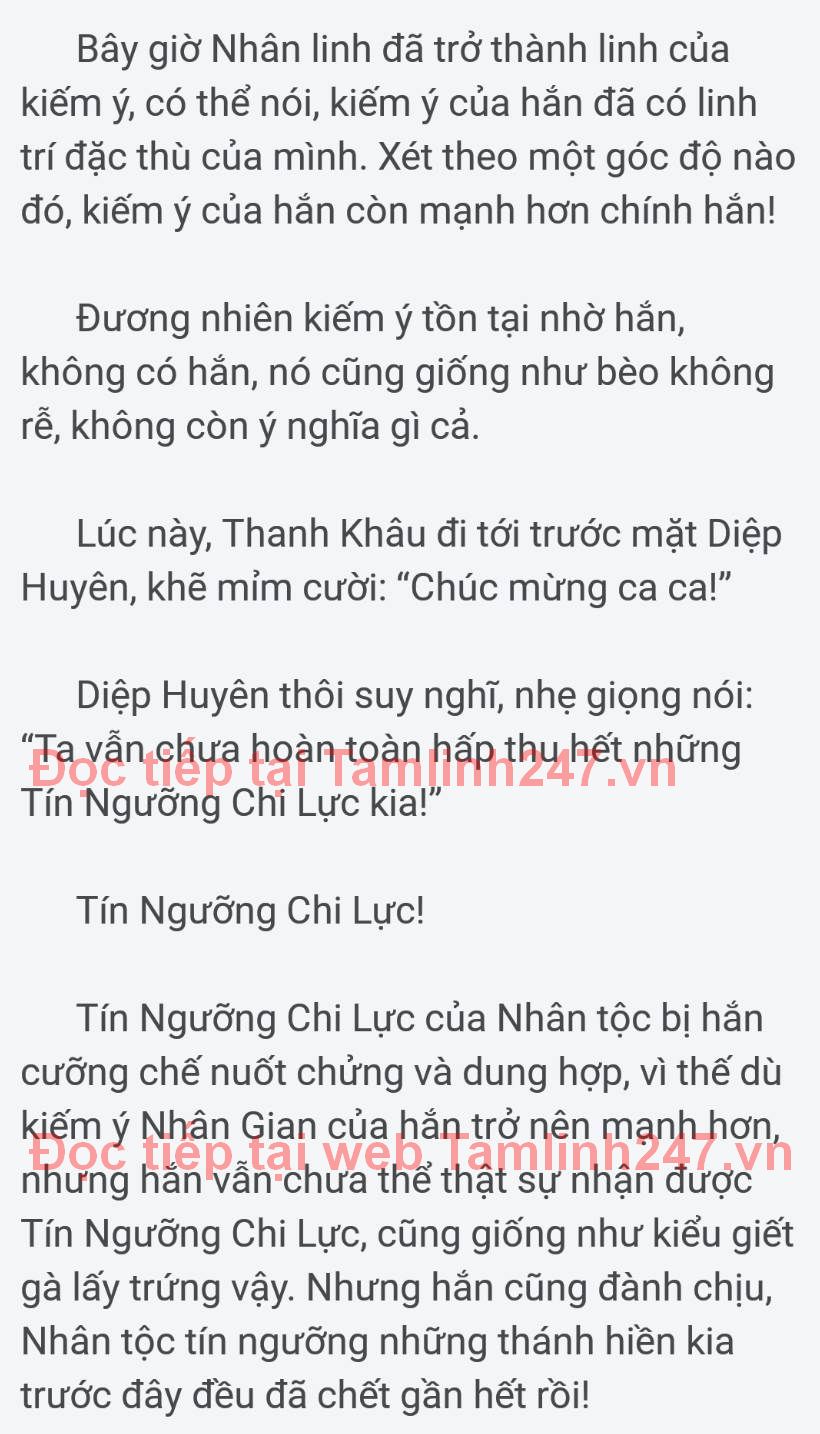 Bây giờ Nhân linh đã trở thành linh của
kiếm ý, có thể nói, kiếm ý của hắn đã có linh
trí đặc thù của mình. Xét theo một góc độ nào
đó, kiếm ý của hắn còn mạnh hơn chính hắn!
Đương nhiên kiếm ý tồn tại nhờ hắn,
không có hắn, nó cũng giống như bèo không
rễ, không còn ý nghĩa gì cả.
Lúc này, Thanh Khâu đi tới trước mặt Diệp
Huyên, khẽ mỉm cười: “Chúc mừng ca ca!”
Diệp Huyên thôi suy nghĩ, nhẹ giọng nói:
“Ta vẫn chưa hoàn toàn hấp thu hết những
Đọc tiếp tại Tamlinh247.vn
Tín Ngưỡng Chi Lực kia!”
Tín Ngưỡng Chi Lực!
Tín Ngưỡng Chi Lực của Nhân tộc bị hắn
cưỡng chế nuốt chửng và dung hợp, vì thế dù
kiếm ý Nhân Gian của hắn trở nên mạnh hơn,
Đọc tiếp tại web Tamlinh247.vn
nhưng hắn vẫn chưa thể thật sự nhận được
Tín Ngưỡng Chi Lực, cũng giống như kiểu giết
gà lấy trứng vậy. Nhưng hắn cũng đành chịu,
Nhân tộc tín ngưỡng những thánh hiền kia
trước đây đều đã chết gần hết rồi!